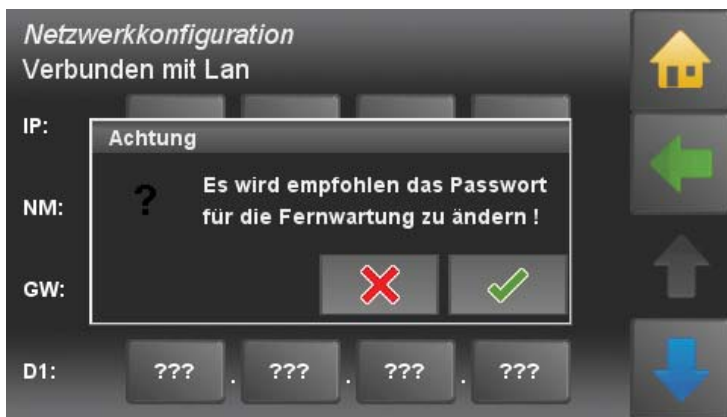 Netzwerkkonfiguration
Verbunden mit Lan
IP:
Achtung
?
Es wird empfohlen das Passwort
für die Fernwartung zu ändern !
NM:
GW:
D1: ??? . ??? . ??? . ???